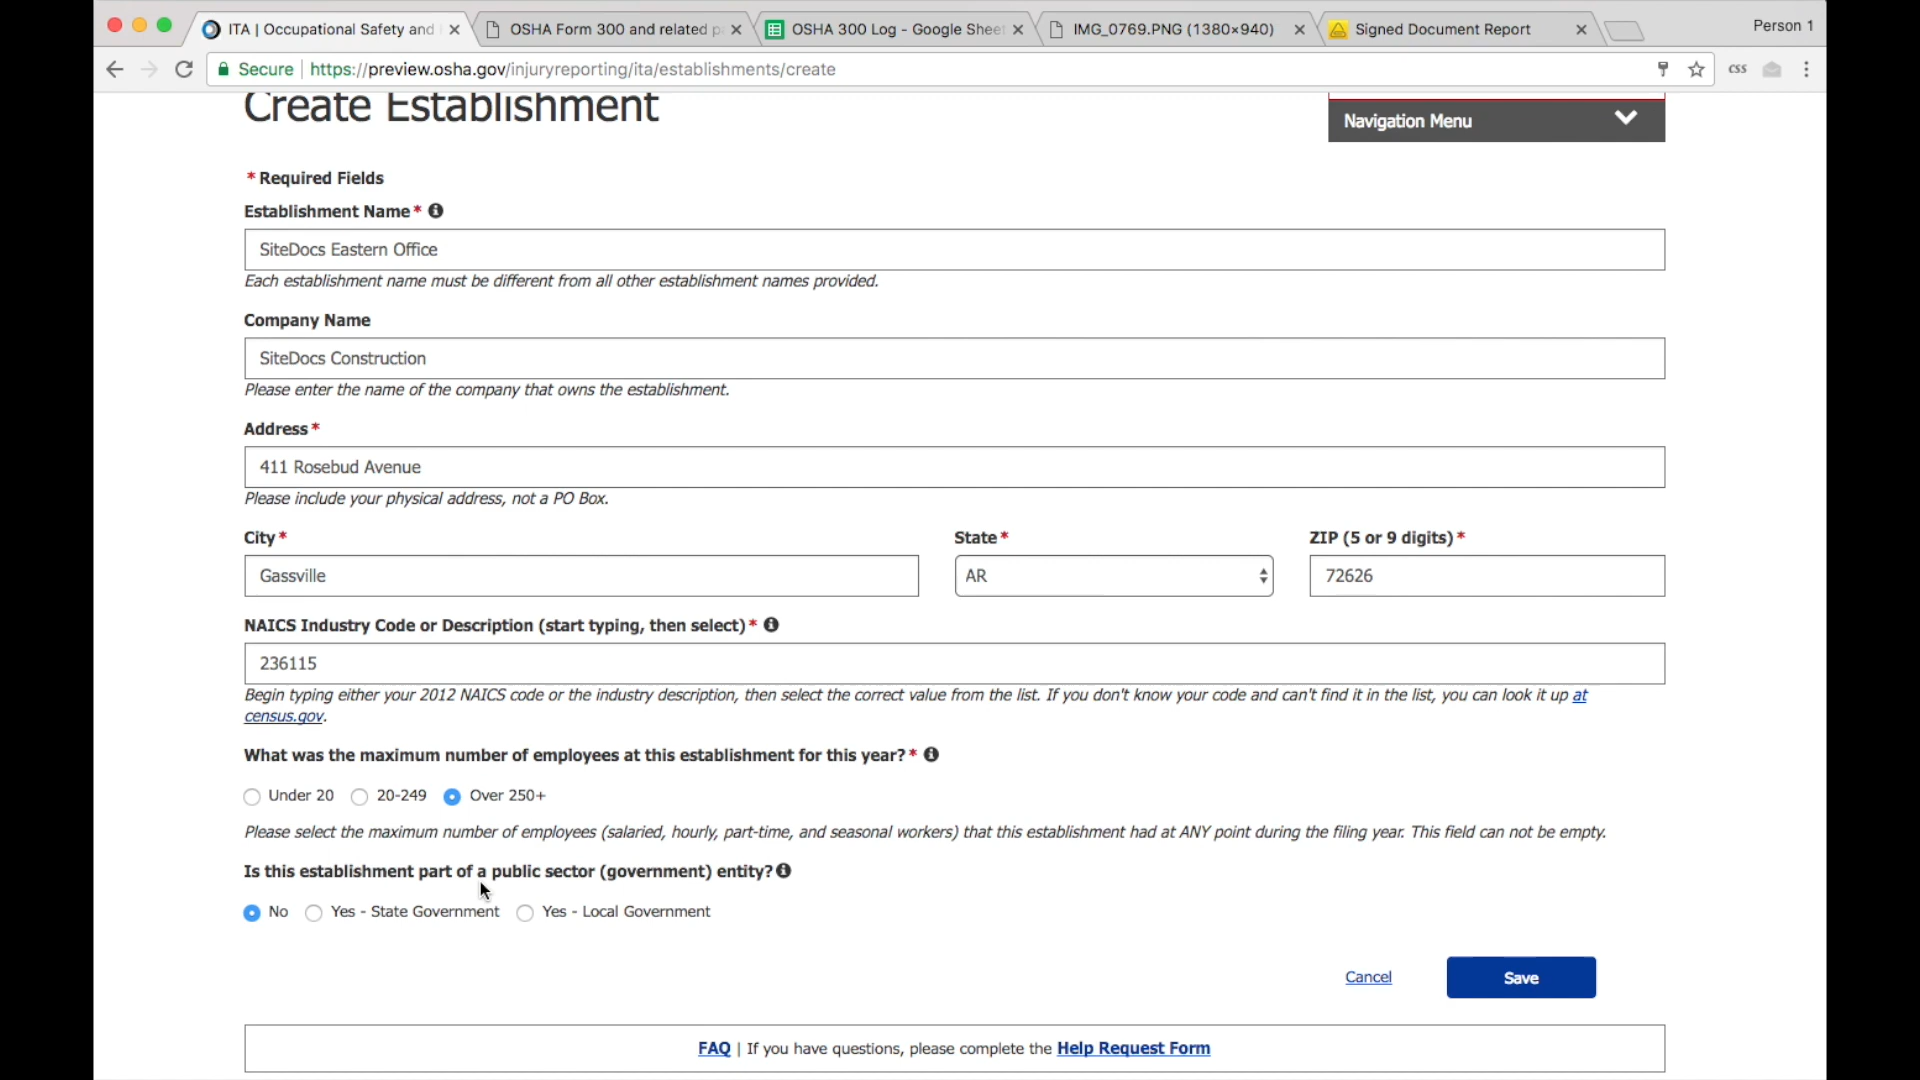 ITA | Occupational Safety and
OSHA Form 300 and related p
OSHA 300 Log - Google Sheet
IMG_0769.PNG (1380×940)
Signed Document Report
Person 1
Secure
https://preview.osha.gov/injuryreporting/ita/establishments/create
css
Create Establishment
Navigation Menu
* Required Fields
Establishment Name *
SiteDocs Eastern Office
Each establishment name must be different from all other establishment names provided.
Company Name
SiteDocs Construction
Please enter the name of the company that owns the establishment.
Address *
411 Rosebud Avenue
Please include your physical address, not a PO Box.
City * State * ZIP (5 or 9 digits) *
Gassville AR 72626
NAICS Industry Code or Description (start typing, then select) *
236115
Begin typing either your 2012 NAICS code or the industry description, then select the correct value from the list. If you don't know your code and can't find it in the list, you can look it up at
census.gov.
What was the maximum number of employees at this establishment for this year? *
Under 20 20-249 Over 250+
Please select the maximum number of employees (salaried, hourly, part-time, and seasonal workers) that this establishment had at ANY point during the filing year. This field can not be empty.
Is this establishment part of a public sector (government) entity?
No Yes - State Government Yes - Local Government
Cancel Save
FAQ | If you have questions, please complete the Help Request Form